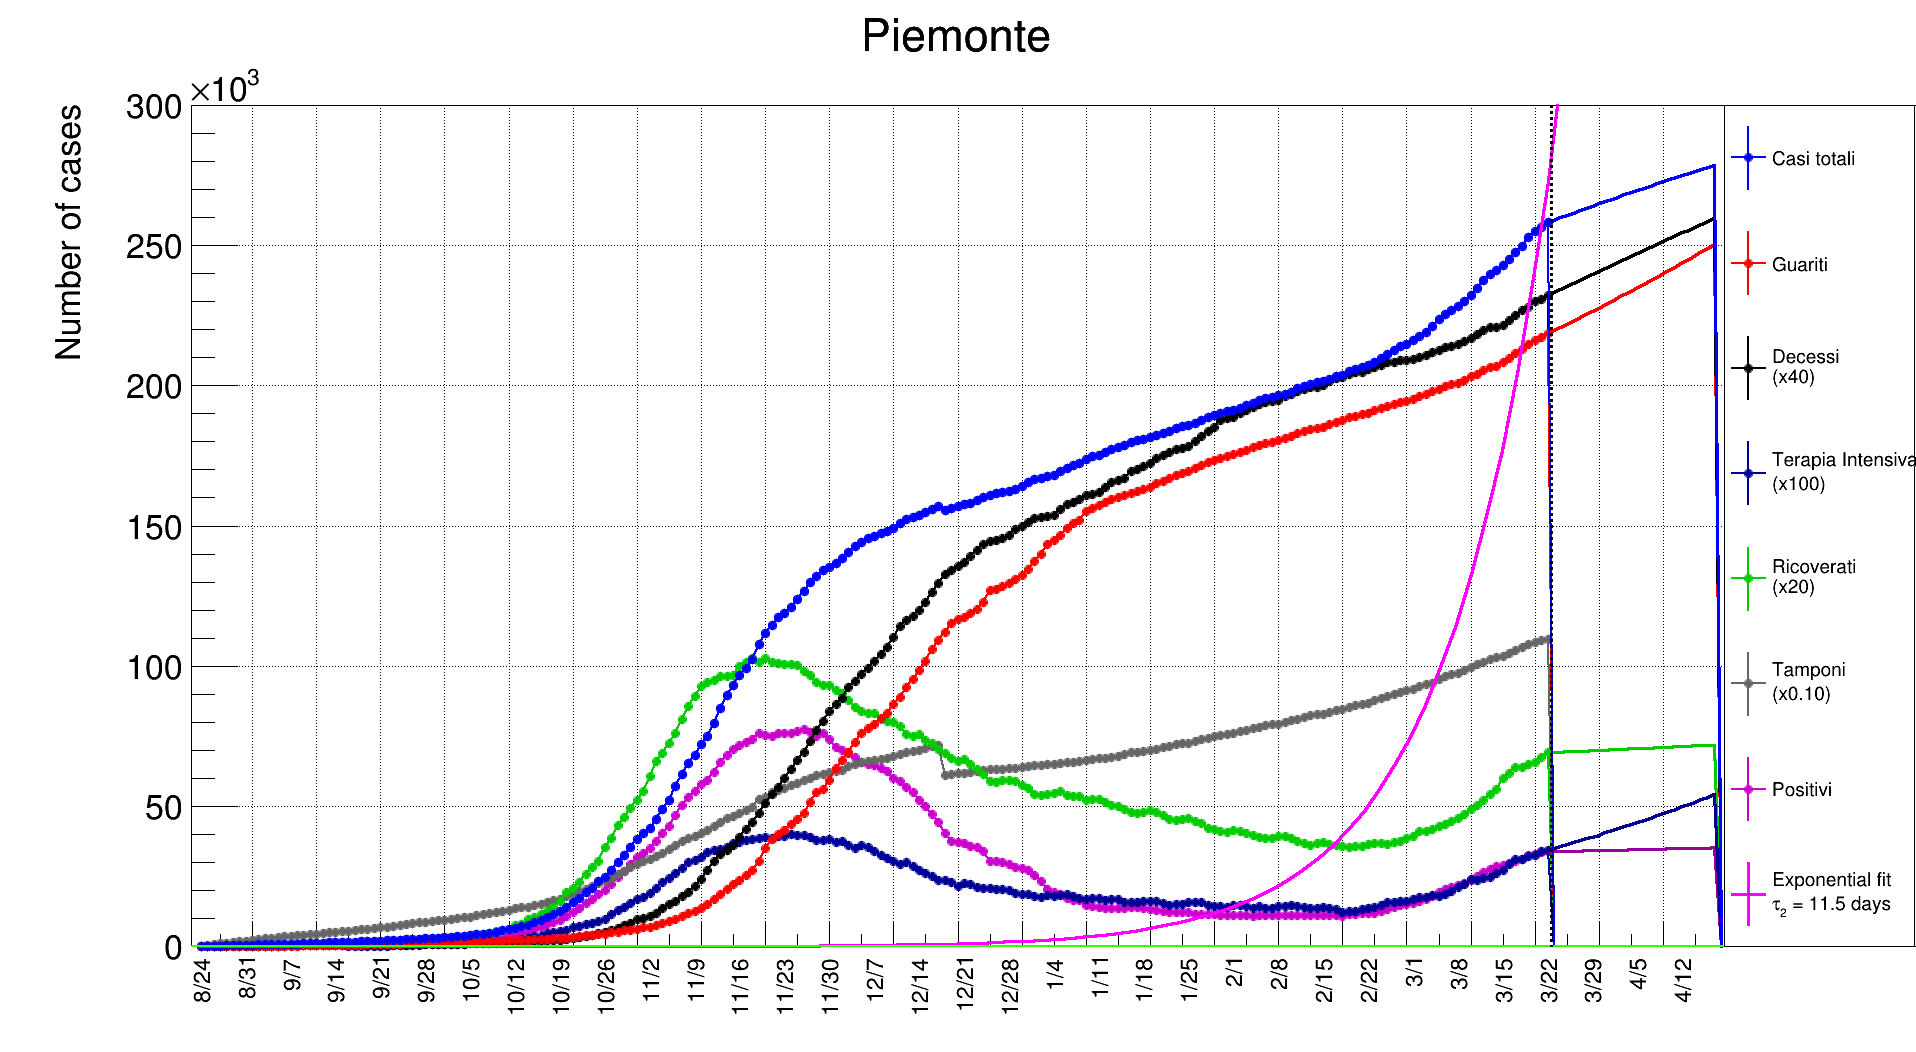 Piemonte
×10³
Number of cases
300
250
200
150
100
50
0
8/24
8/31
9/7
9/14
9/21
9/28
10/5
10/12
10/19
10/26
11/2
11/9
11/16
11/23
11/30
12/7
12/14
12/21
12/28
1/4
1/11
1/18
1/25
2/1
2/8
2/15
2/22
3/1
3/8
3/15
3/22
3/29
4/5
4/12
Casi totali
Guariti
Decessi
(x40)
Terapia Intensiva
(x100)
Ricoverati
(x20)
Tamponi
(x0.10)
Positivi
Exponential fit
τ₂ = 11.5 days